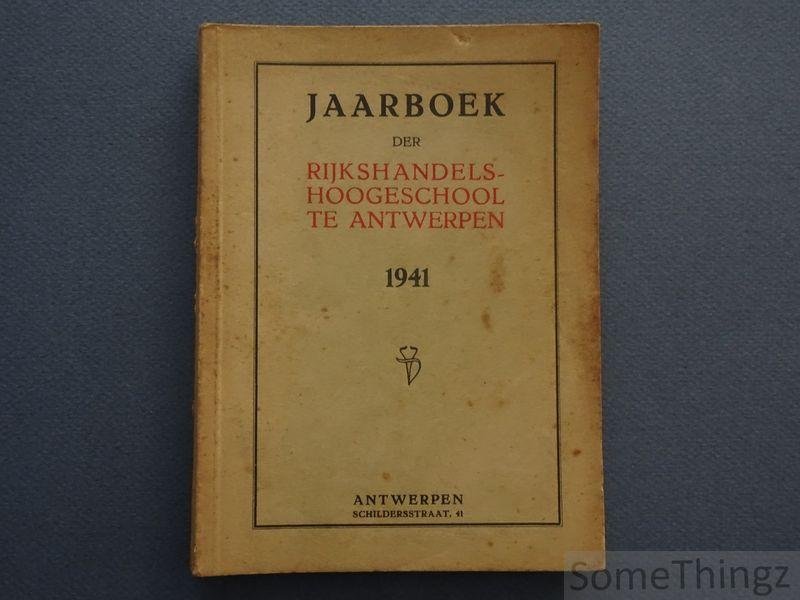 JAARBOEK
DER
RIJKSHANDELS-
HOOGESCHOOL
TE ANTWERPEN
1941
ANTWERPEN
SCHILDERSSTRAAT, 41
SomeThingz